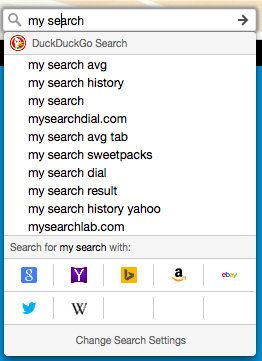 my search
DuckDuckGo Search
my search avg
my search history
my search
mysearchdial.com
my search avg tab
my search sweetpacks
my search dial
my search result
my search history yahoo
mysearchlab.com
Search for my search with:
g Y! b a ebay
W
Change Search Settings